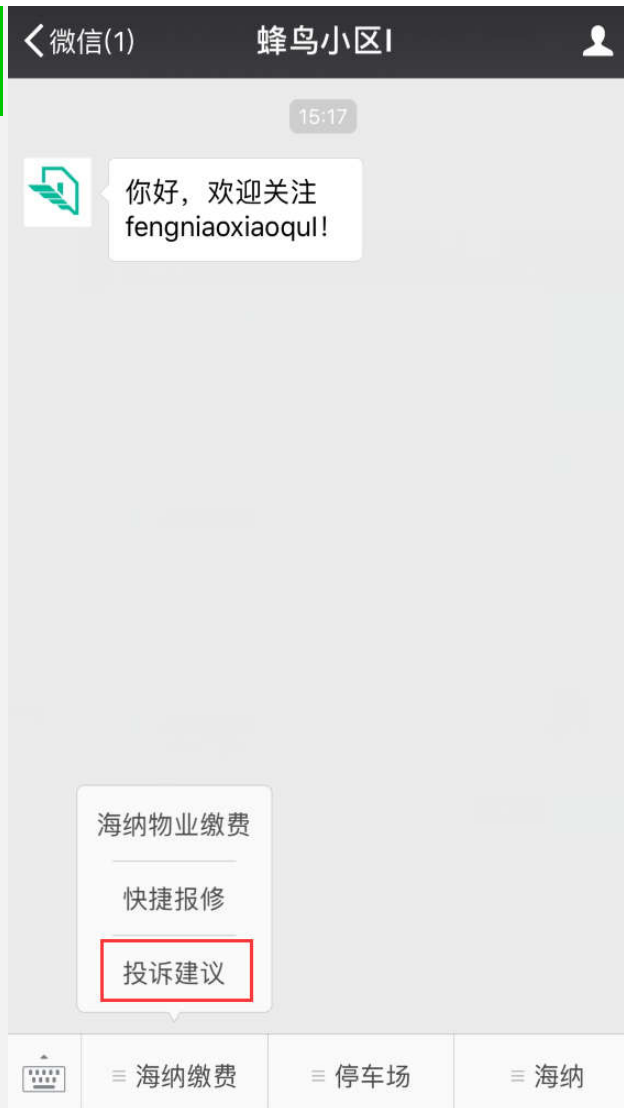 微信(1)
蜂鸟小区I
15:17
你好，欢迎关注
fengniaoxiaoquI!
海纳物业缴费
快捷报修
投诉建议
海纳缴费
停车场
海纳